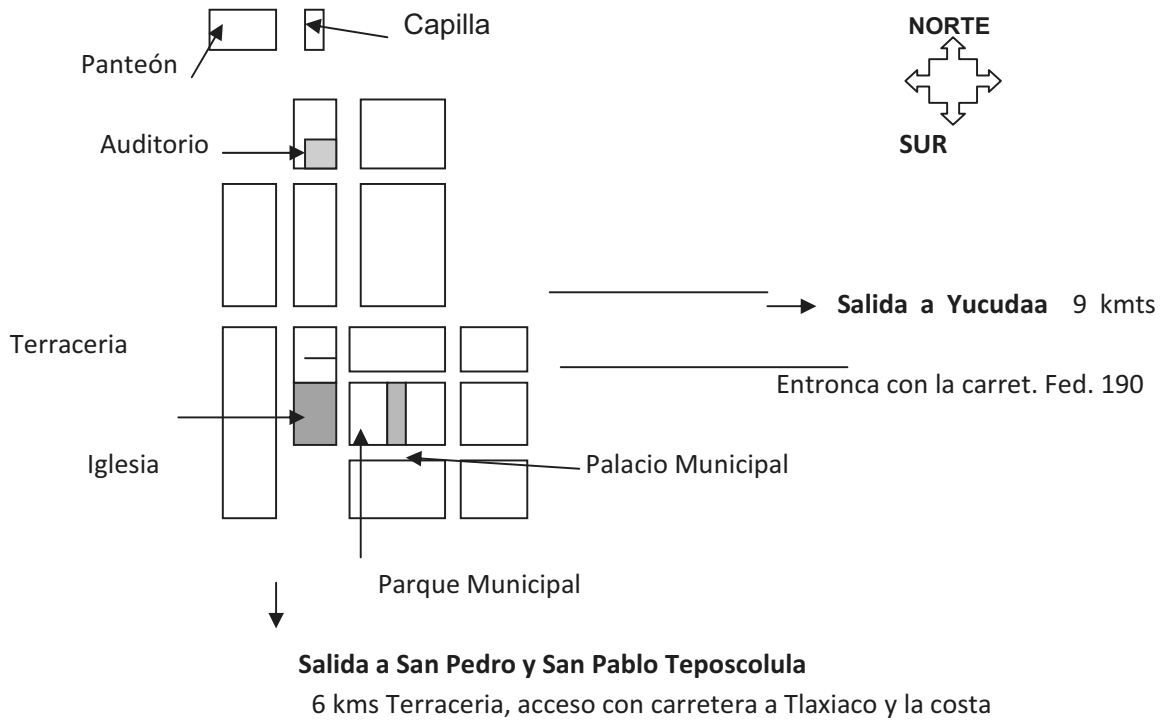 Capilla
NORTE
Panteón
Auditorio
SUR
Salida a Yucudaa 9 kmts
Terraceria
Entronca con la carret. Fed. 190
Iglesia
Palacio Municipal
Parque Municipal
Salida a San Pedro y San Pablo Teposcolula
6 kms Terraceria, acceso con carretera a Tlaxiaco y la costa